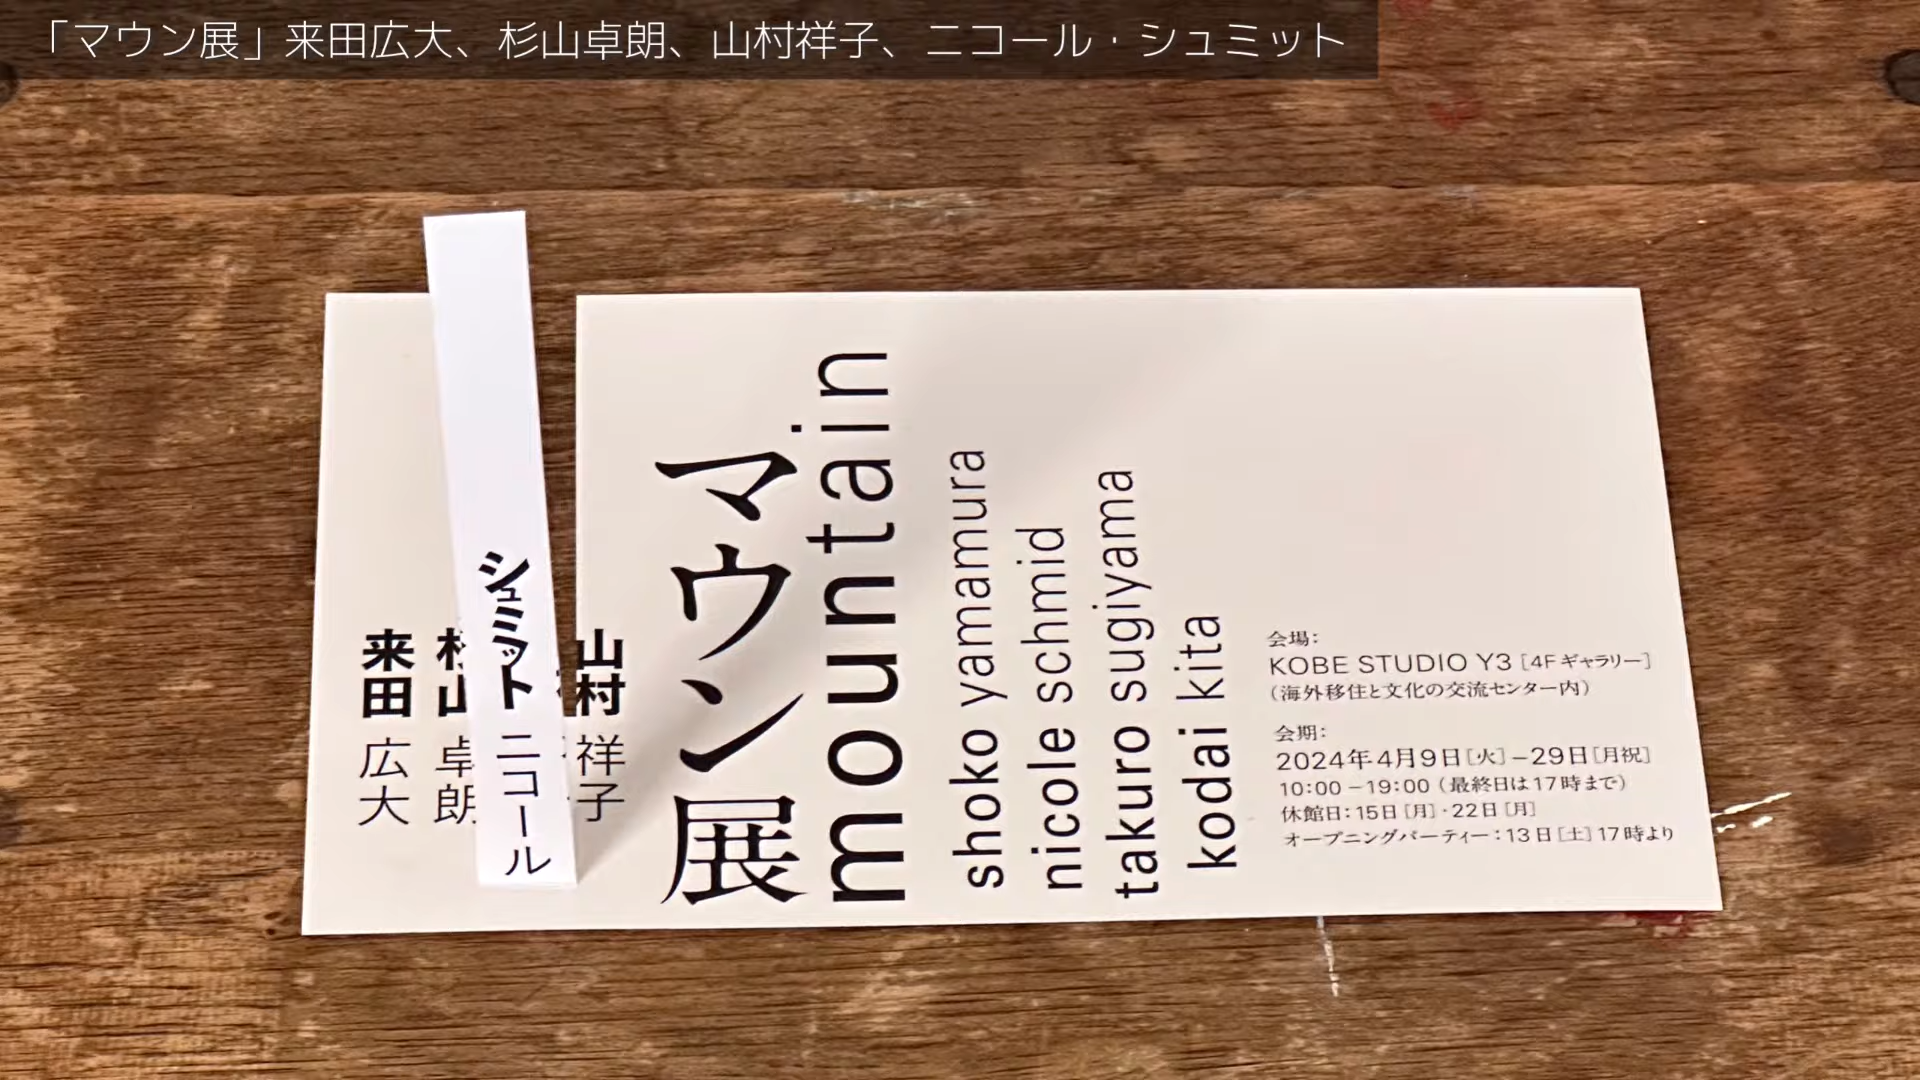 「マウン展」来田広大、杉山卓朗、山村祥子、ニコール・シュミット
来田 広大
杉山 卓朗
シュミット ニコール
山村 祥子
マウン展
mountain
shoko yamamura
nicole schmid
takuro sugiyama
kodai kita
会場：
KOBE STUDIO Y3［4Fギャラリー］
（海外移住と文化の交流センター内）
会期：
2024年4月9日［火］–29日［月祝］
10:00 –19:00（最終日は17時まで）
休館日：15日［月］・22日［月］
オープニングパーティー：13日［土］17時より